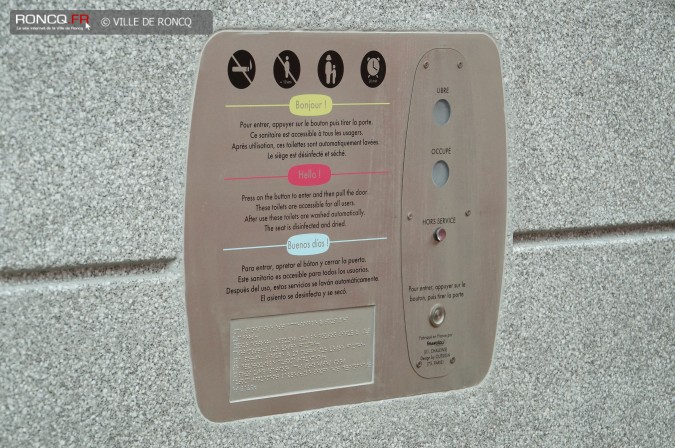 RONCQ.FR
© VILLE DE RONCQ
Bonjour !
Pour entrer, appuyer sur le bouton puis tirer la porte.
Ce sanitaire est accessible à tous les usagers.
Après utilisation, ces toilettes sont automatiquement lavées.
Le siège est désinfecté et séché.
Hello !
Press on the button to enter and then pull the door.
These toilets are accessible for all users.
After use these toilets are washed automatically.
The seat is disinfected and dried.
Buenos días !
Para entrar, apretar el bóton y cerrar la puerta.
Este sanitario es accesible para todos los usuarios.
Después del uso, estos servicios se laván automáticamente.
El asiento se desinfecta y se secó.
LIBRE
OCCUPÉ
HORS SERVICE
Pour entrer, appuyer sur le
bouton, puis tirer la porte